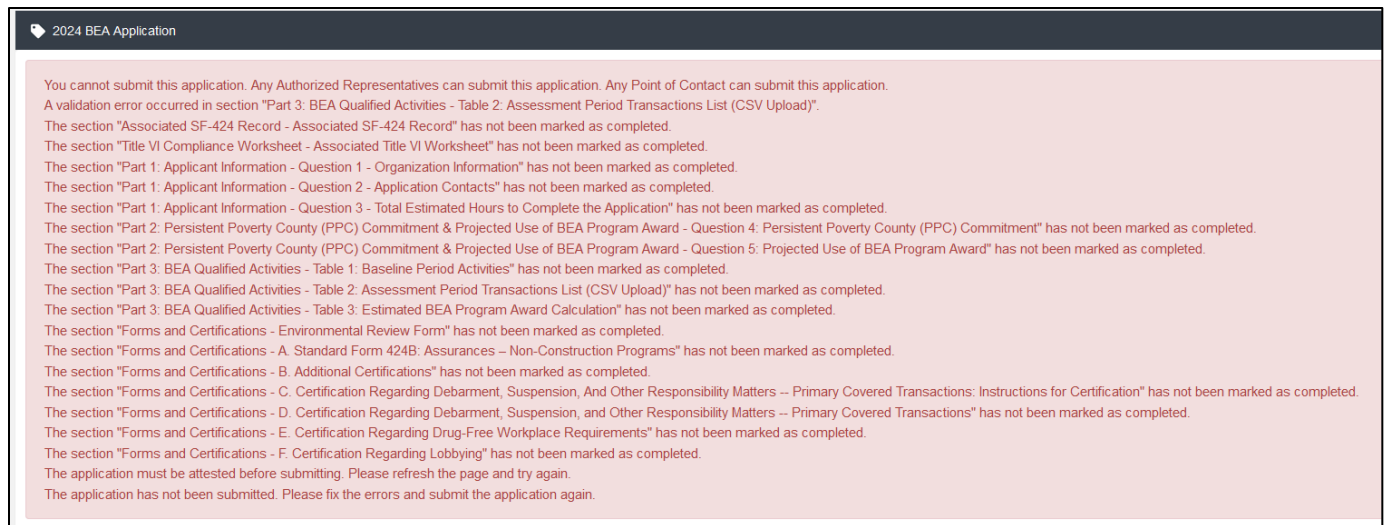 2024 BEA Application
You cannot submit this application. Any Authorized Representatives can submit this application. Any Point of Contact can submit this application.
A validation error occurred in section "Part 3: BEA Qualified Activities - Table 2: Assessment Period Transactions List (CSV Upload)".
The section "Associated SF-424 Record - Associated SF-424 Record" has not been marked as completed.
The section "Title VI Compliance Worksheet - Associated Title VI Worksheet" has not been marked as completed.
The section "Part 1: Applicant Information - Question 1 - Organization Information" has not been marked as completed.
The section "Part 1: Applicant Information - Question 2 - Application Contacts" has not been marked as completed.
The section "Part 1: Applicant Information - Question 3 - Total Estimated Hours to Complete the Application" has not been marked as completed.
The section "Part 2: Persistent Poverty County (PPC) Commitment & Projected Use of BEA Program Award - Question 4: Persistent Poverty County (PPC) Commitment" has not been marked as completed.
The section "Part 2: Persistent Poverty County (PPC) Commitment & Projected Use of BEA Program Award - Question 5: Projected Use of BEA Program Award" has not been marked as completed.
The section "Part 3: BEA Qualified Activities - Table 1: Baseline Period Activities" has not been marked as completed.
The section "Part 3: BEA Qualified Activities - Table 2: Assessment Period Transactions List (CSV Upload)" has not been marked as completed.
The section "Part 3: BEA Qualified Activities - Table 3: Estimated BEA Program Award Calculation" has not been marked as completed.
The section "Forms and Certifications - Environmental Review Form" has not been marked as completed.
The section "Forms and Certifications - A. Standard Form 424B: Assurances – Non-Construction Programs" has not been marked as completed.
The section "Forms and Certifications - B. Additional Certifications" has not been marked as completed.
The section "Forms and Certifications - C. Certification Regarding Debarment, Suspension, And Other Responsibility Matters -- Primary Covered Transactions: Instructions for Certification" has not been marked as completed.
The section "Forms and Certifications - D. Certification Regarding Debarment, Suspension, and Other Responsibility Matters -- Primary Covered Transactions" has not been marked as completed.
The section "Forms and Certifications - E. Certification Regarding Drug-Free Workplace Requirements" has not been marked as completed.
The section "Forms and Certifications - F. Certification Regarding Lobbying" has not been marked as completed.
The application must be attested before submitting. Please refresh the page and try again.
The application has not been submitted. Please fix the errors and submit the application again.